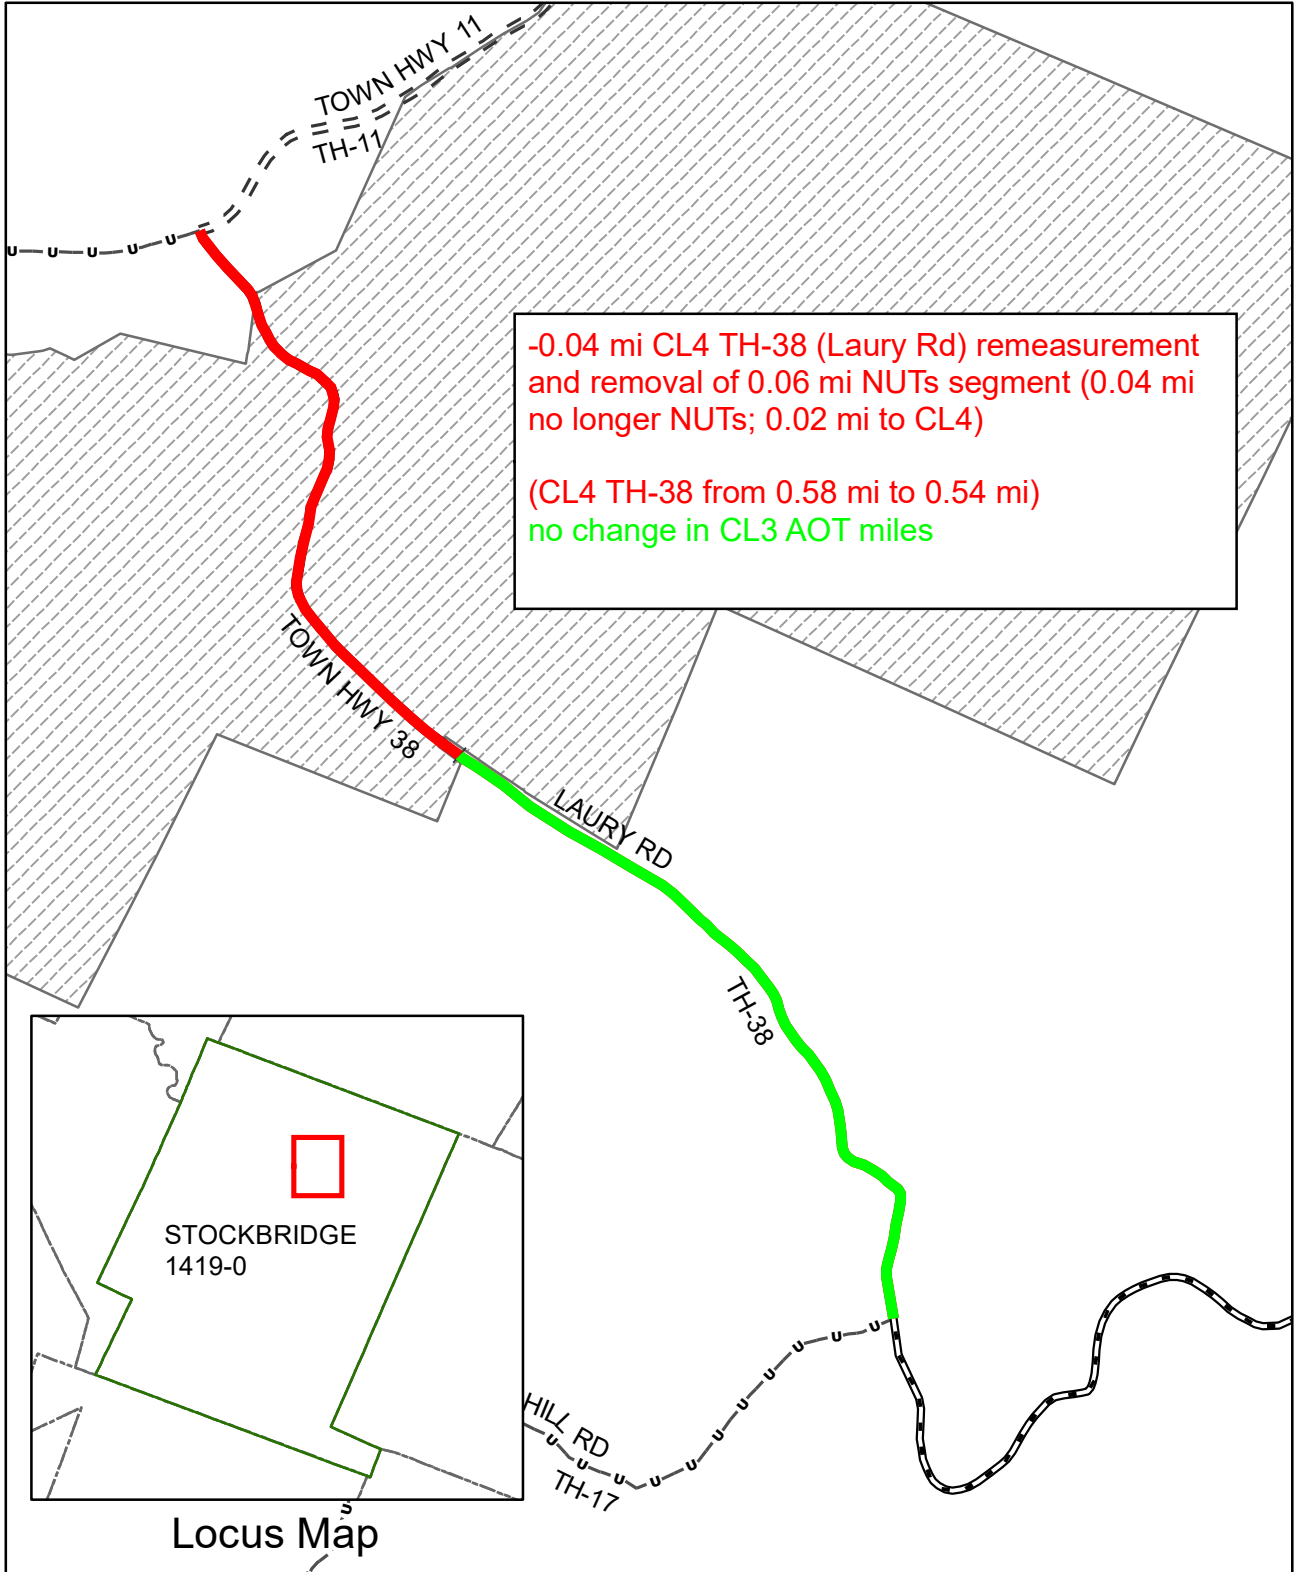 TOWN HWY 11
TH-11
U U U U U
-0.04 mi CL4 TH-38 (Laury Rd) remeasurement
and removal of 0.06 mi NUTs segment (0.04 mi
no longer NUTs; 0.02 mi to CL4)
(CL4 TH-38 from 0.58 mi to 0.54 mi)
no change in CL3 AOT miles
TOWN HWY 38
LAURY RD
TH-38
STOCKBRIDGE
1419-0
U U U U U U U U U U
HILL RD
TH-17
U
Locus Map